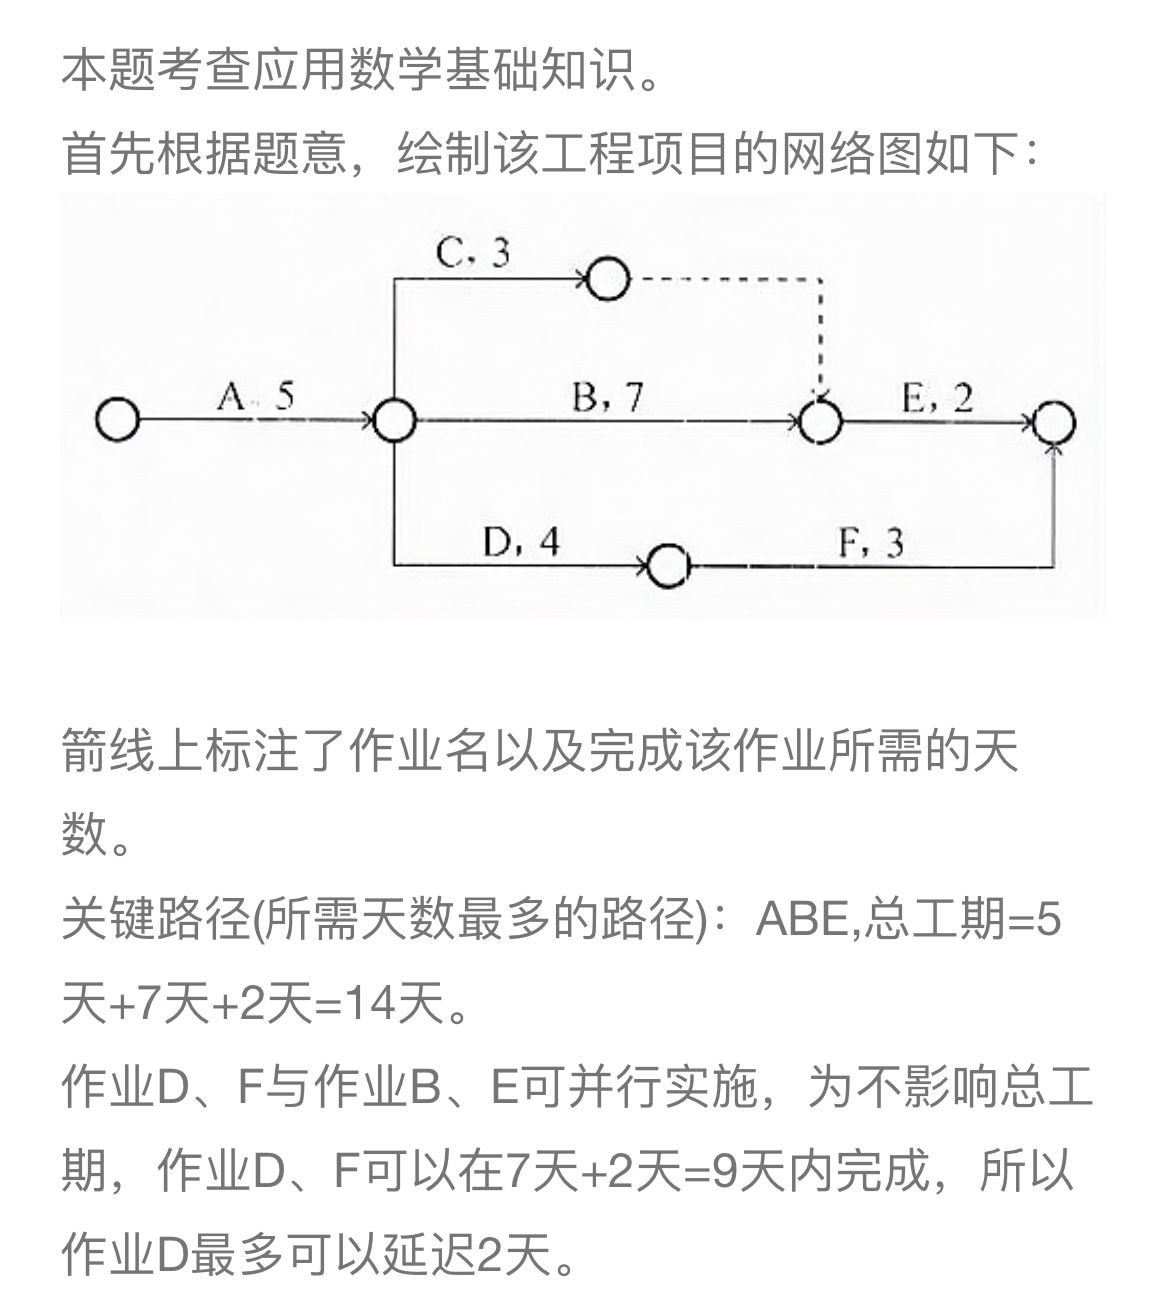 本题考查应用数学基础知识。
首先根据题意，绘制该工程项目的网络图如下：
C, 3
A, 5
B, 7
E, 2
D, 4
F, 3
箭线上标注了作业名以及完成该作业所需的天
数。
关键路径(所需天数最多的路径)：ABE,总工期=5
天+7天+2天=14天。
作业D、F与作业B、E可并行实施，为不影响总工
期，作业D、F可以在7天+2天=9天内完成，所以
作业D最多可以延迟2天。